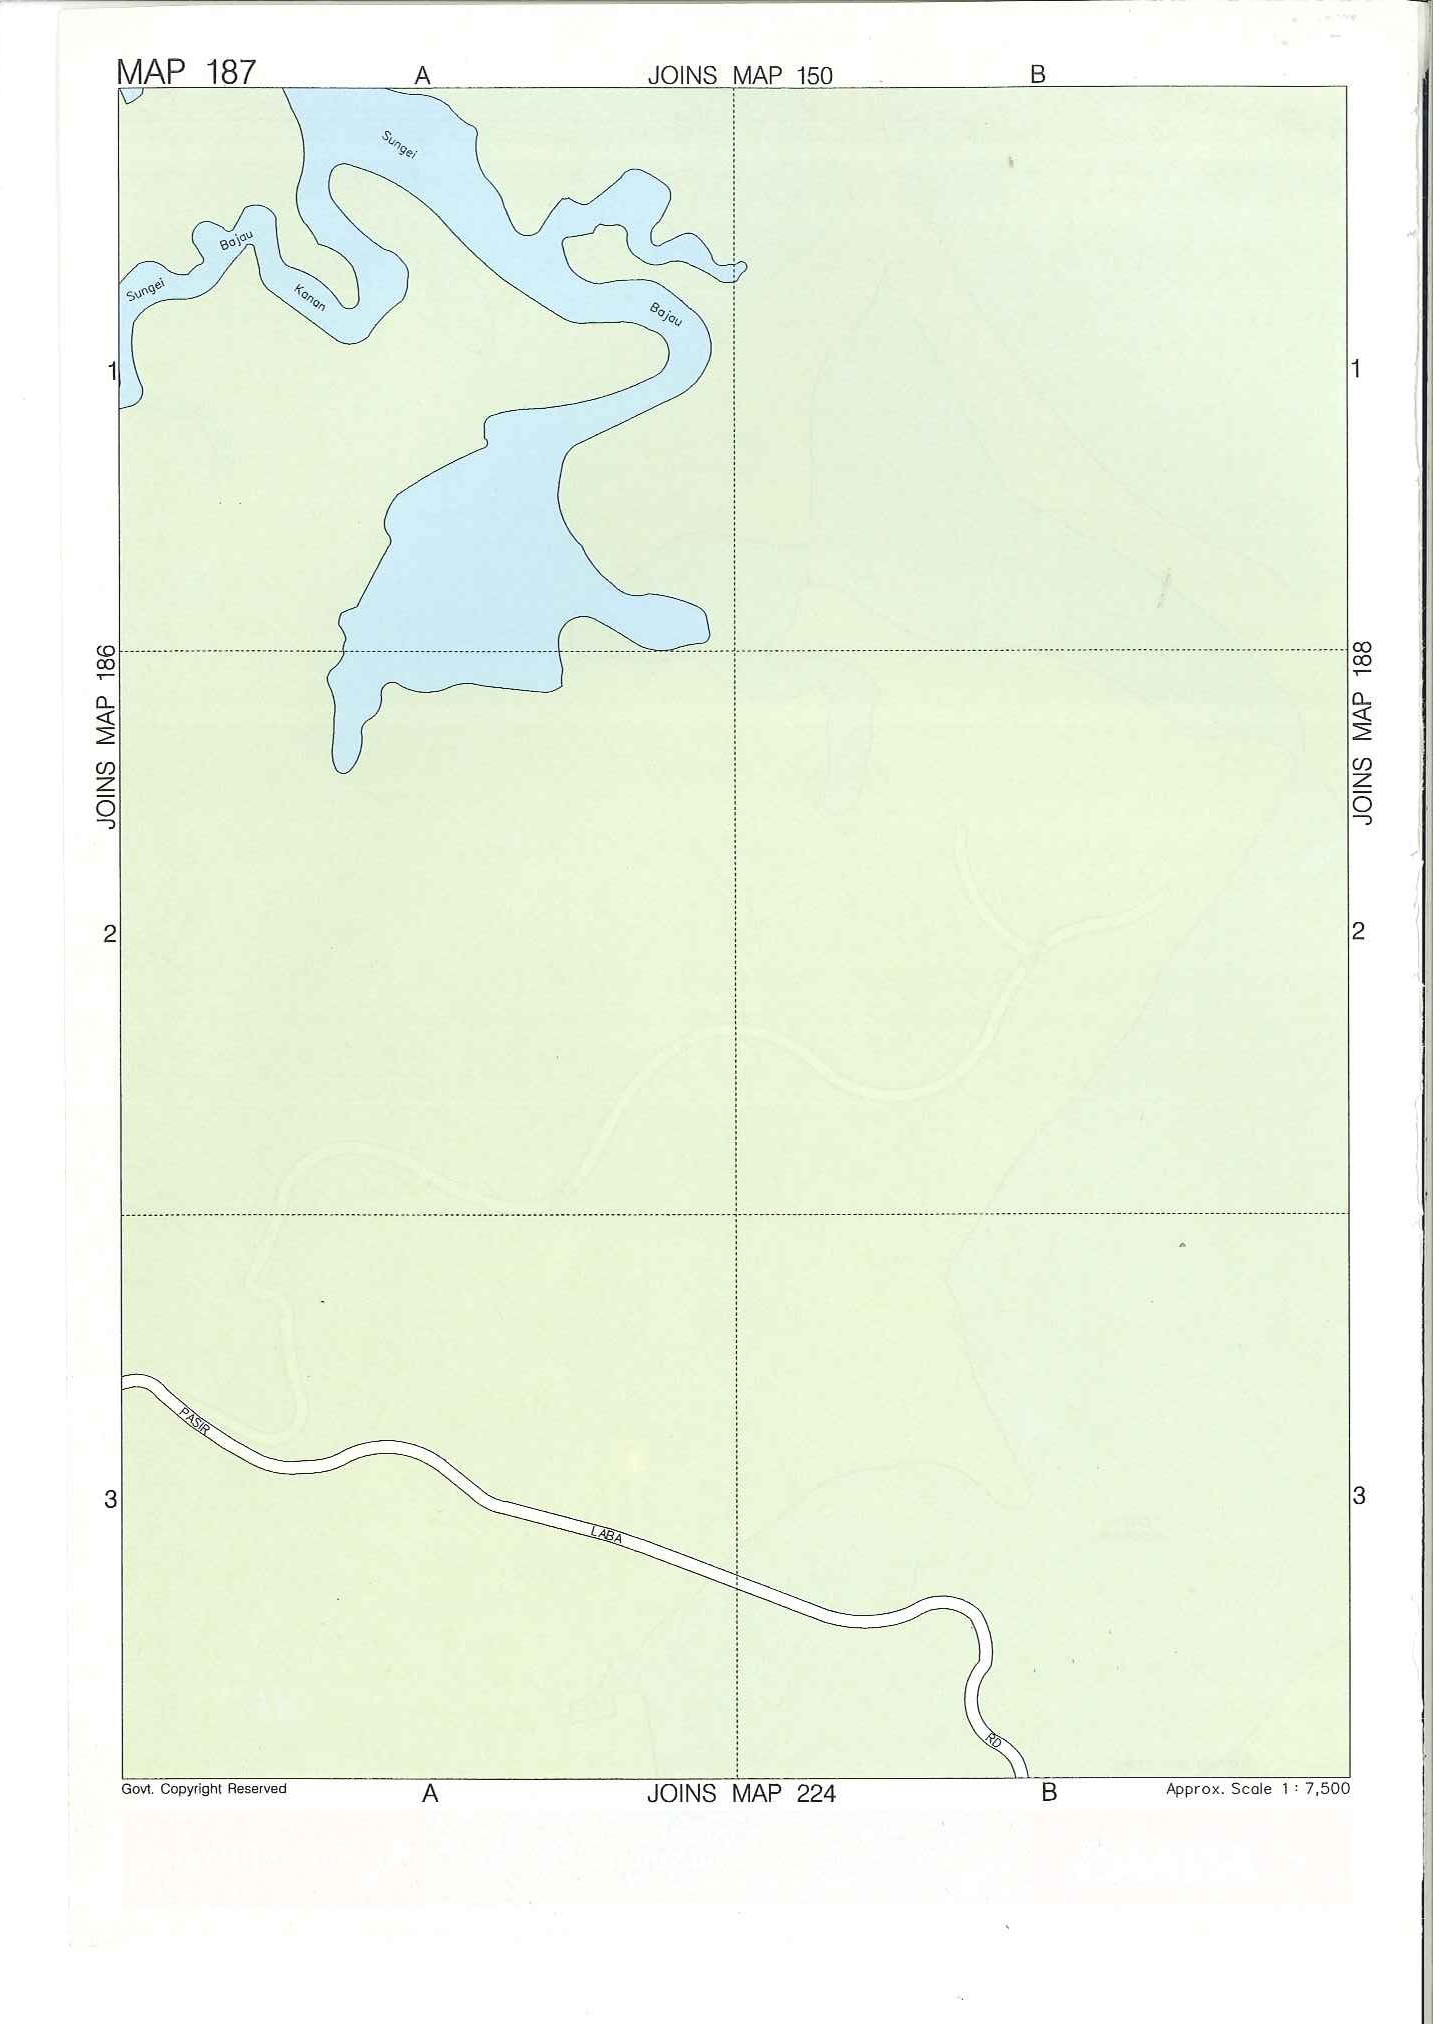 MAP 187
A
JOINS MAP 150
B
Sungei
Bajau
Sungei
Kanan
Bajau
1
1
JOINS MAP 186
JOINS MAP 188
2
2
PASIR
3
3
LABA
RD
Govt. Copyright Reserved
A
JOINS MAP 224
B
Approx. Scale 1 : 7,500